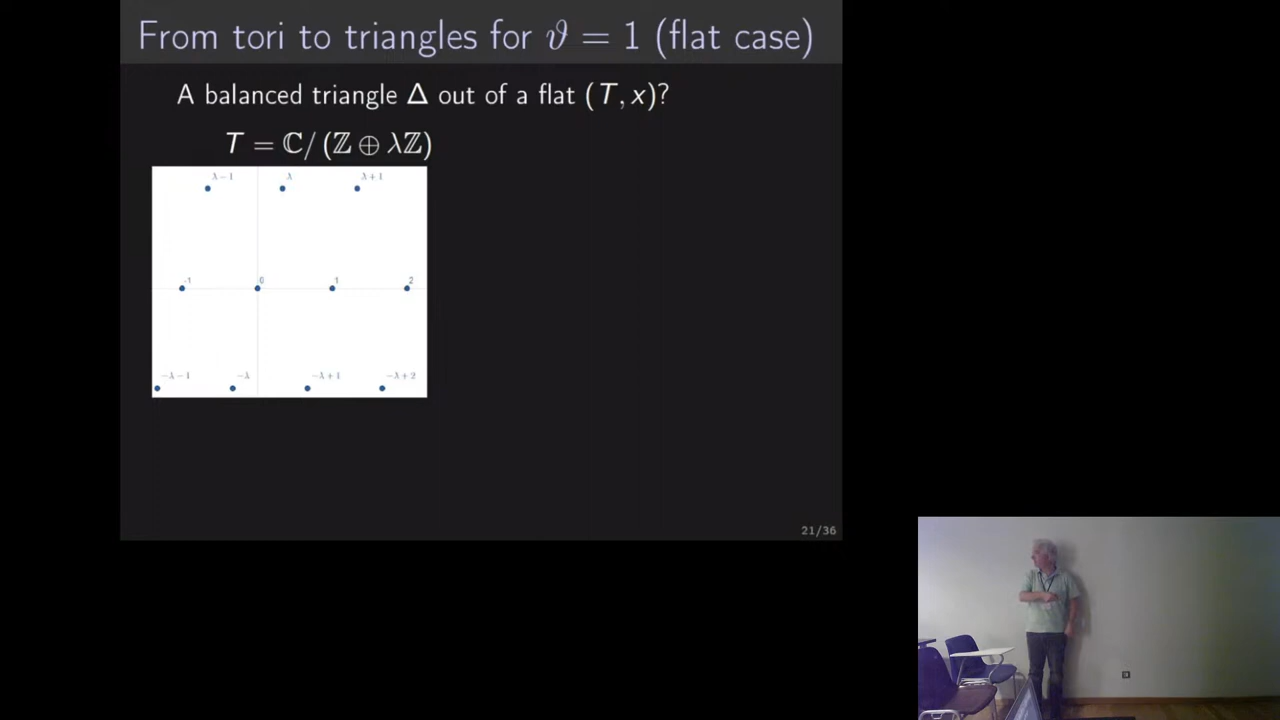 From tori to triangles for ϑ = 1 (flat case)
A balanced triangle Δ out of a flat (T, x)?
T = ℂ/ (ℤ ⊕ λℤ)
λ − 1 λ λ + 1
-1 0 1 2
−λ − 1 −λ −λ + 1 −λ + 2
21/36